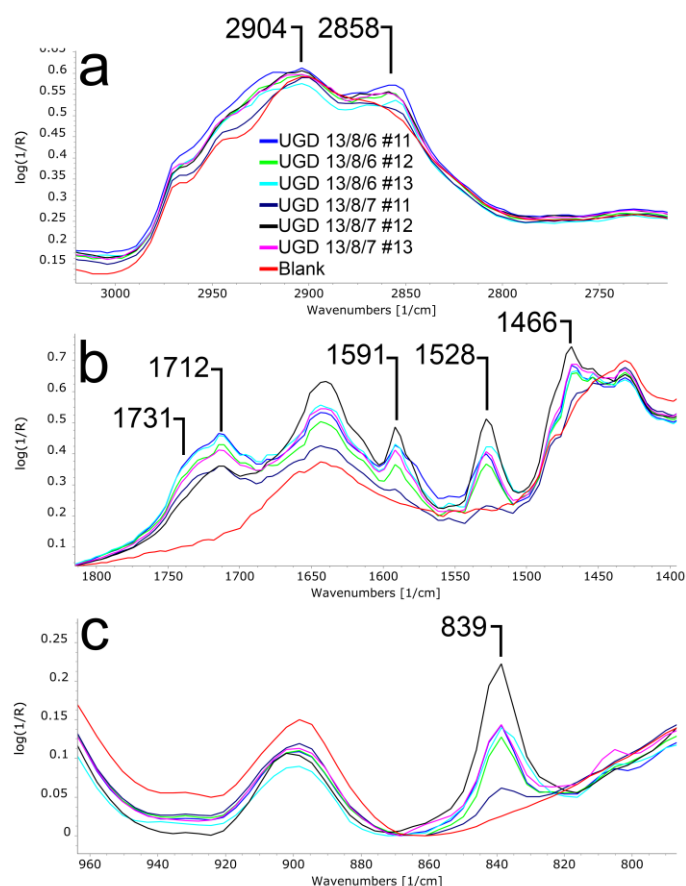 2904 2858
0.65
a
0.6
0.55
0.5
0.45
0.4
0.35
0.3
0.25
0.2
0.15
log(1/R)
UGD 13/8/6 #11
UGD 13/8/6 #12
UGD 13/8/6 #13
UGD 13/8/7 #11
UGD 13/8/7 #12
UGD 13/8/7 #13
Blank
3000 2950 2900 2850 2800 2750
Wavenumbers [1/cm]
b
1466
1712 1591 1528
1731
0.7
0.6
0.5
0.4
0.3
0.2
0.1
log(1/R)
1800 1750 1700 1650 1600 1550 1500 1450 1400
Wavenumbers [1/cm]
c
839
0.25
0.2
0.15
0.1
0.05
0
log(1/R)
960 940 920 900 880 860 840 820 800
Wavenumbers [1/cm]